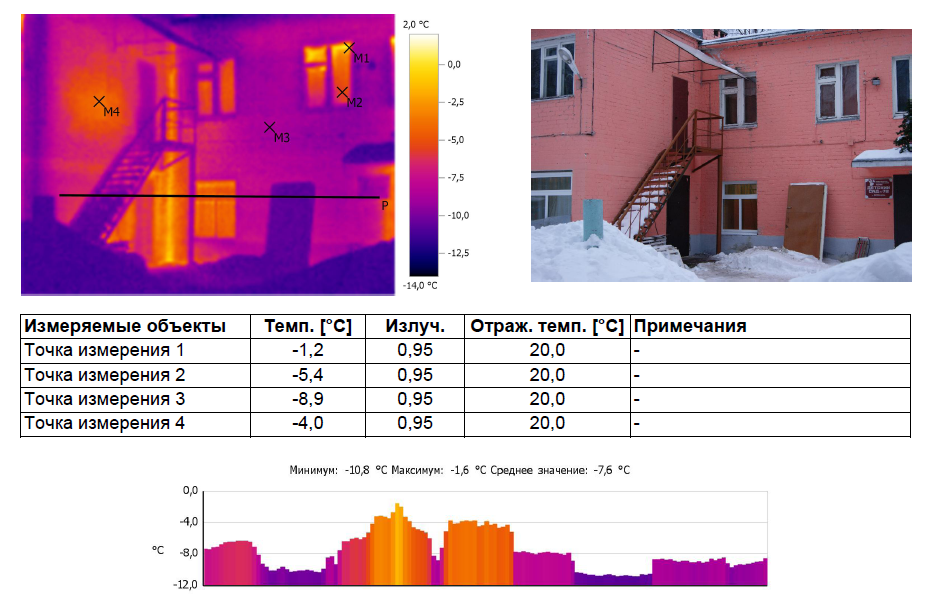 2,0 °C
0,0
-2,5
-5,0
-7,5
-10,0
-12,5
-14,0 °C
M1
M2
M3
M4
P
ДЕТСКИЙ
Измеряемые объекты Темп. [°C] Излуч. Отраж. темп. [°C] Примечания
Точка измерения 1 -1,2 0,95 20,0 -
Точка измерения 2 -5,4 0,95 20,0 -
Точка измерения 3 -8,9 0,95 20,0 -
Точка измерения 4 -4,0 0,95 20,0 -
Минимум: -10,8 °C Максимум: -1,6 °C Среднее значение: -7,6 °C
0,0
-4,0
°C
-8,0
-12,0